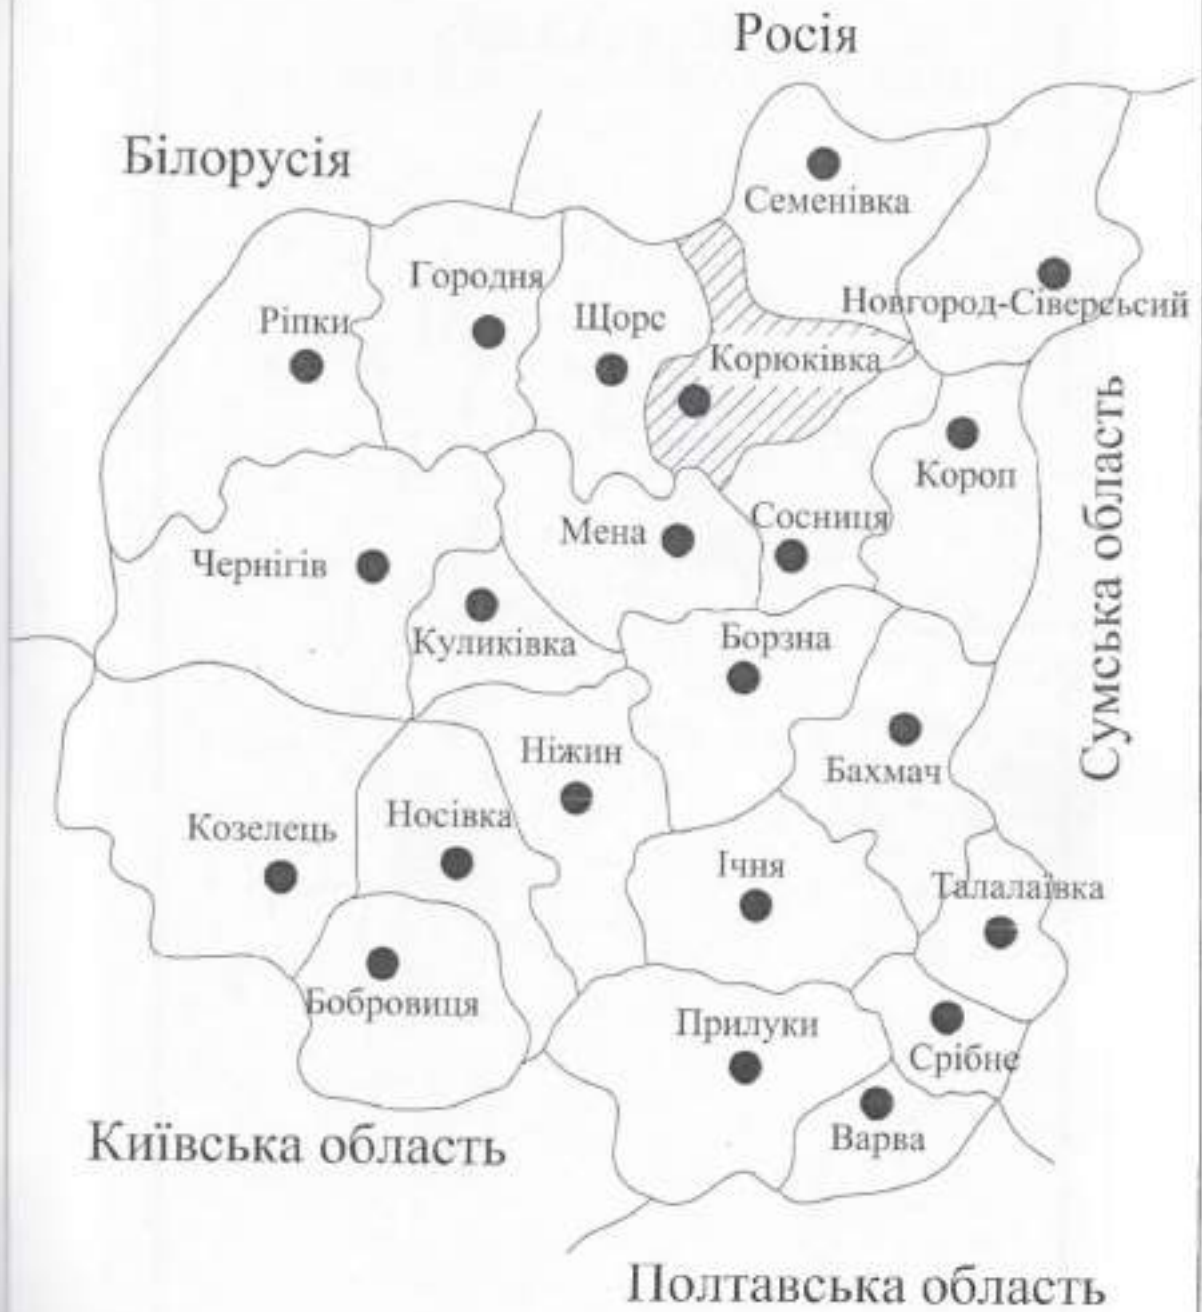 Росія
Білорусія
Семенівка
Городня
Новгород-Сіверсьсий
Ріпки
Щорс
Корюківка
Короп
Сосниця
Мена
Чернігів
Куликівка
Борзна
Сумська область
Ніжин
Бахмач
Носівка
Козелець
Ічня
Талалаївка
Бобровиця
Прилуки
Срібне
Варва
Київська область
Полтавська область